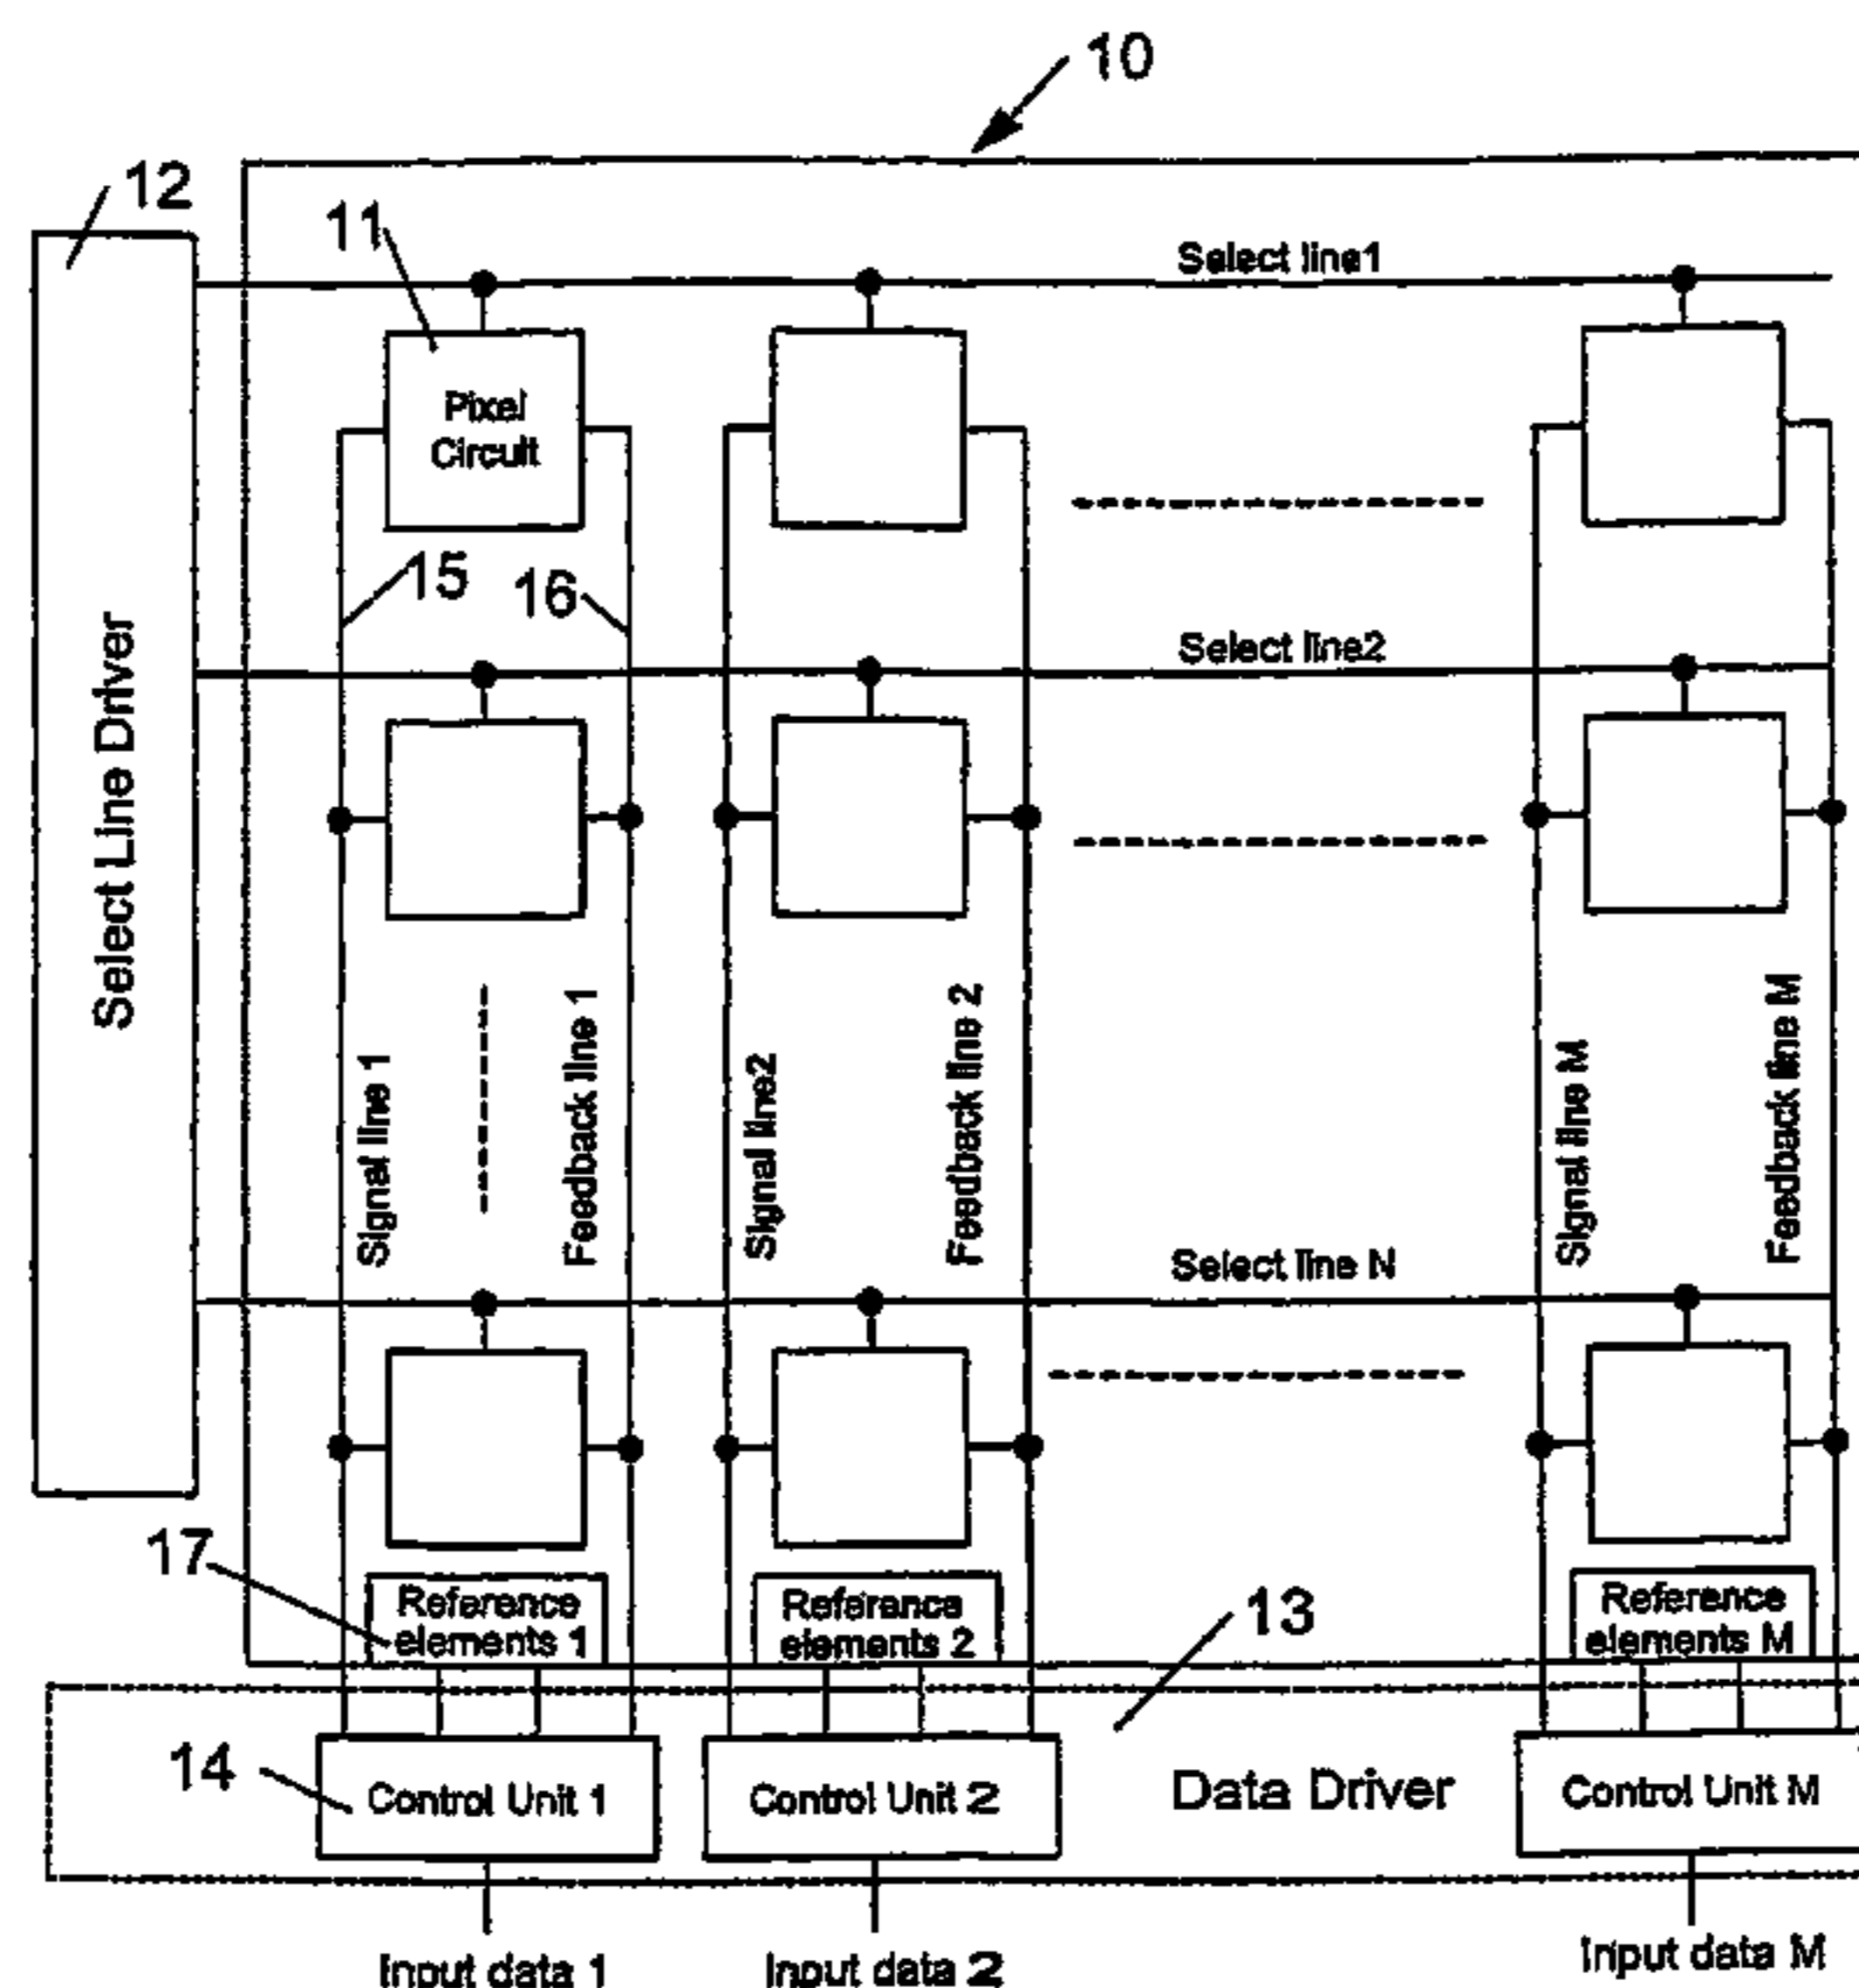 10
12
11
Select line1
Pixel
Circuit
15
16
Select line2
Select Line Driver
Signal line 1
Feedback line 1
Signal line2
Feedback line 2
Signal line M
Feedback line M
Select line N
17
Reference
elements 1
Reference
elements 2
Reference
elements M
13
14
Control Unit 1
Control Unit 2
Data Driver
Control Unit M
Input data 1
Input data 2
Input data M